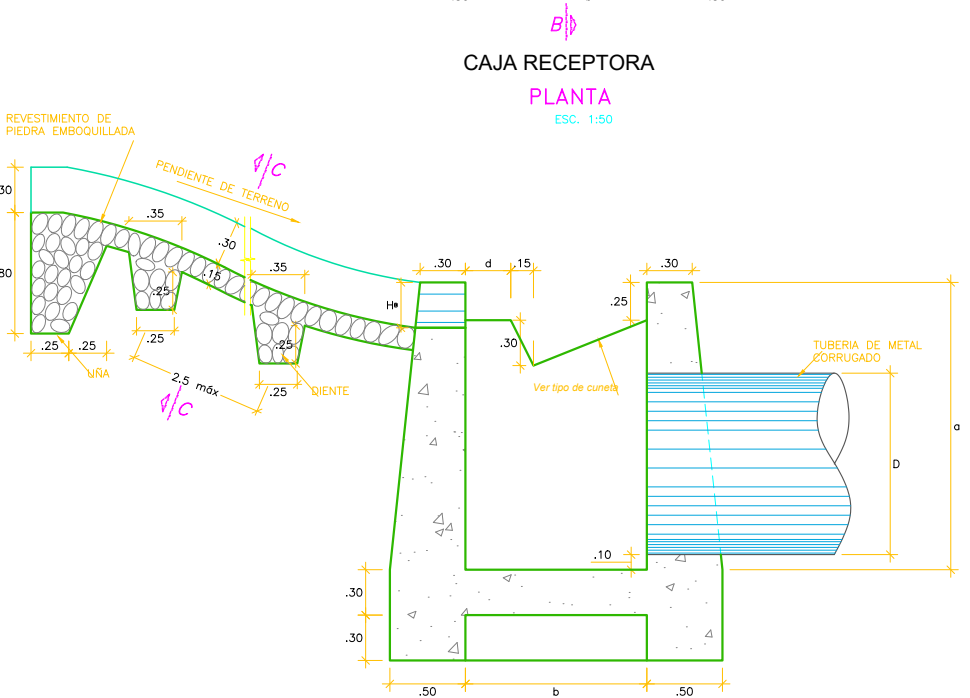 B
CAJA RECEPTORA
PLANTA
ESC. 1:50
REVESTIMIENTO DE
PIEDRA EMBOQUILLADA
C
PENDIENTE DE TERRENO
30
.35
.30
.15
.35
.25
80
.25
.25
.25
.25
.25
UÑA
2.5 máx
DIENTE
C
.30
d
.15
.30
H
.25
.30
Ver tipo de cuneta
TUBERIA DE METAL
CORRUGADO
a
D
.10
.30
.30
.50
b
.50